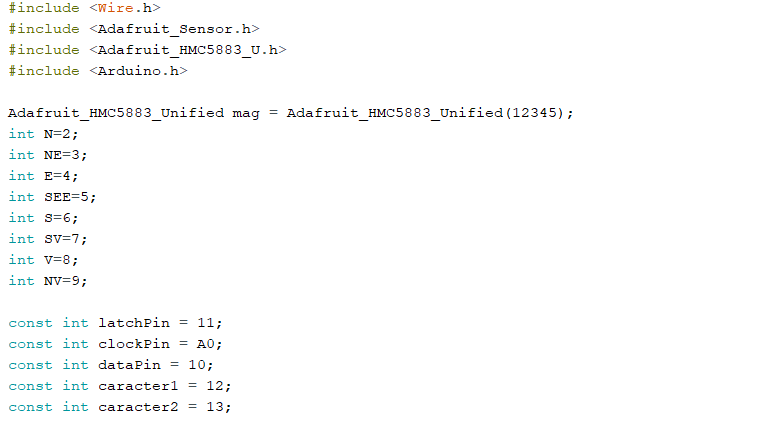 #include <Wire.h>
#include <Adafruit_Sensor.h>
#include <Adafruit_HMC5883_U.h>
#include <Arduino.h>
Adafruit_HMC5883_Unified mag = Adafruit_HMC5883_Unified(12345);
int N=2;
int NE=3;
int E=4;
int SEE=5;
int S=6;
int SV=7;
int V=8;
int NV=9;
const int latchPin = 11;
const int clockPin = A0;
const int dataPin = 10;
const int caracter1 = 12;
const int caracter2 = 13;